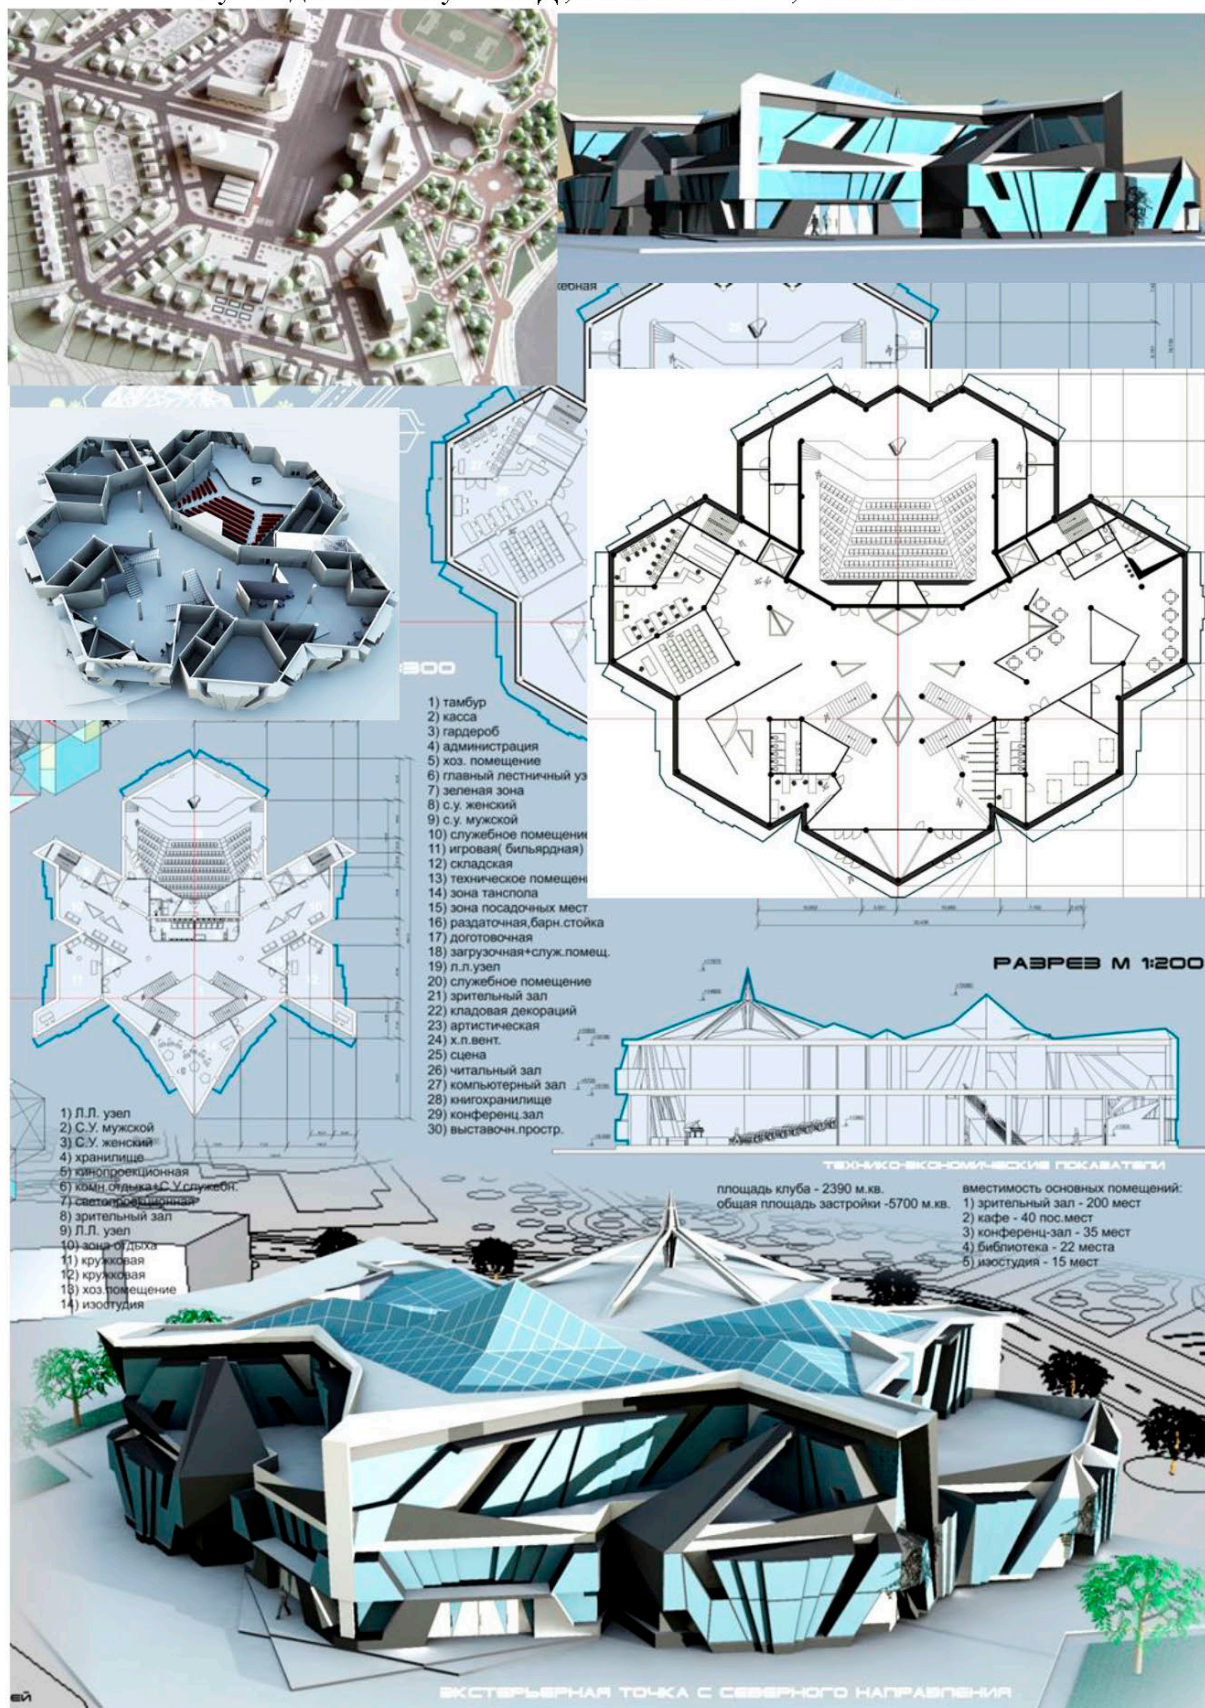 :300
1) тамбур
2) касса
3) гардероб
4) администрация
5) хоз. помещение
6) главный лестничный уз
7) зеленая зона
8) с.у. женский
9) с.у. мужской
10) служебное помещение
11) игровая( бильярдная)
12) складская
13) техническое помещен
14) зона танспола
15) зона посадочных мест
16) раздаточная,барн.стойка
17) доготовочная
18) загрузочная+служ.помещ.
19) л.л.узел
20) служебное помещение
21) зрительный зал
22) кладовая декораций
23) артистическая
24) х.п.вент.
25) сцена
26) читальный зал
27) компьютерный зал
28) книгохранилище
29) конференц.зал
30) выставочн.простр.
РАЗРЕЗ М 1:200
1) Л.Л. узел
2) С.У. мужской
3) С.У. женский
4) хранилище
5) кинопроекционная
6) комн.отдыха+С.У.служебн.
7) светопроекционная
8) зрительный зал
9) Л.Л. узел
10) зона отдыха
11) кружковая
12) кружковая
13) хоз.помещение
14) изостудия
ТЕХНИКО-ЭКОНОМИЧЕСКИЕ ПОКАЗАТЕЛИ
площадь клуба - 2390 м.кв.
общая площадь застройки -5700 м.кв.
вместимость основных помещений:
1) зрительный зал - 200 мест
2) кафе - 40 пос.мест
3) конференц-зал - 35 мест
4) библиотека - 22 места
5) изостудия - 15 мест
ЭКСТЕРЬЕРНАЯ ТОЧКА С СЕВЕРНОГО НАПРАВЛЕНИЯ
ЕЙ